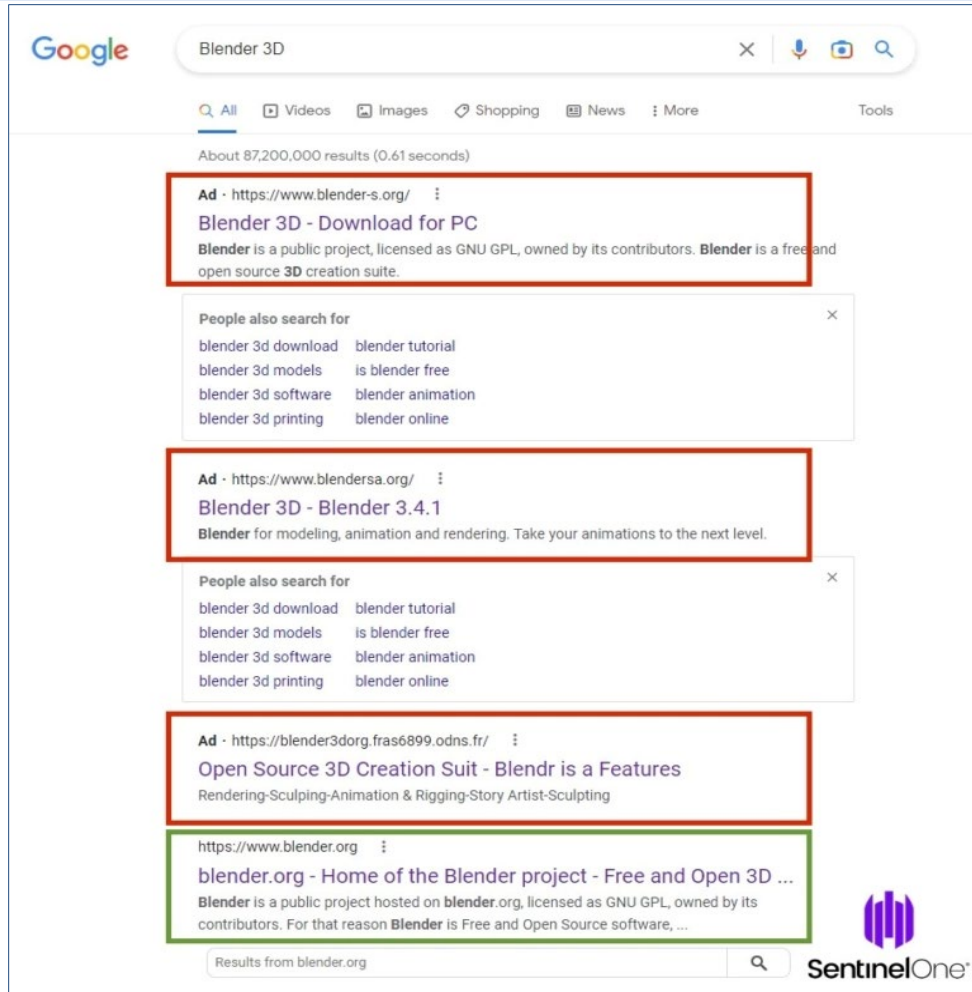 Google
Blender 3D
All Videos Images Shopping News More Tools
About 87,200,000 results (0.61 seconds)
Ad · https://www.blender-s.org/
Blender 3D - Download for PC
Blender is a public project, licensed as GNU GPL, owned by its contributors. Blender is a free and
open source 3D creation suite.
People also search for
blender 3d download blender tutorial
blender 3d models is blender free
blender 3d software blender animation
blender 3d printing blender online
Ad · https://www.blendersa.org/
Blender 3D - Blender 3.4.1
Blender for modeling, animation and rendering. Take your animations to the next level.
People also search for
blender 3d download blender tutorial
blender 3d models is blender free
blender 3d software blender animation
blender 3d printing blender online
Ad · https://blender3dorg.fras6899.odns.fr/
Open Source 3D Creation Suit - Blendr is a Features
Rendering-Sculping-Animation & Rigging-Story Artist-Sculpting
https://www.blender.org
blender.org - Home of the Blender project - Free and Open 3D ...
Blender is a public project hosted on blender.org, licensed as GNU GPL, owned by its
contributors. For that reason Blender is Free and Open Source software, ...
Results from blender.org
SentinelOne